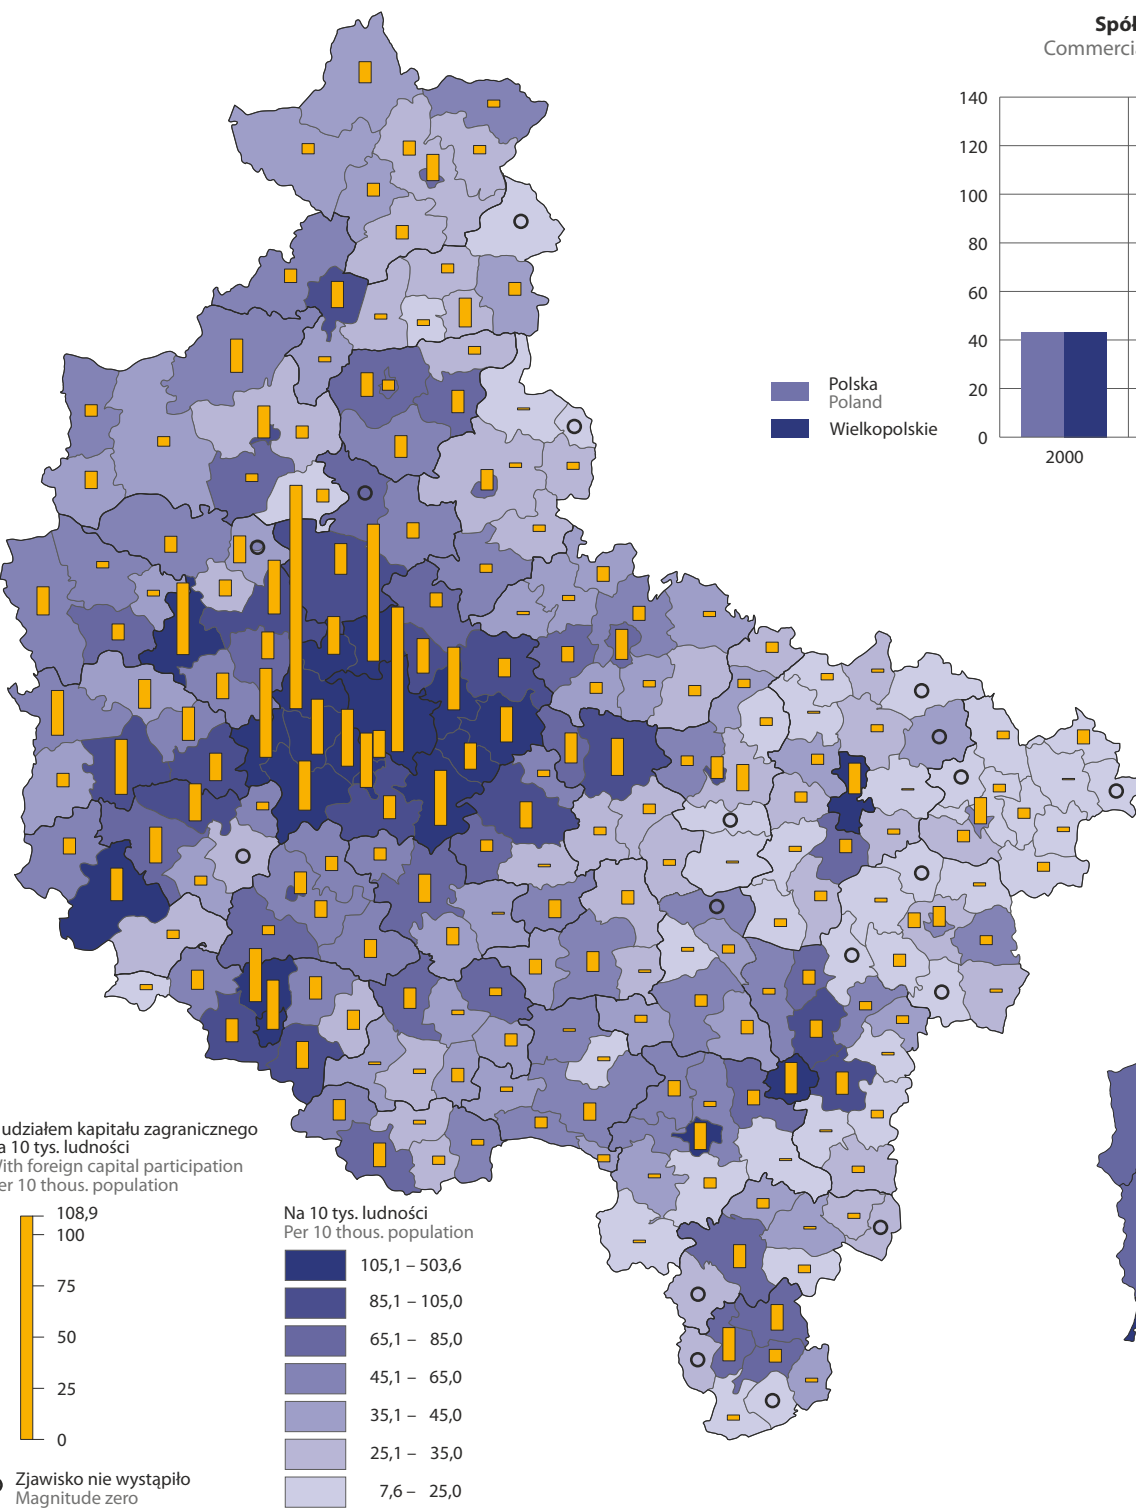 Spół
Commercia
140
120
100
80
60
40
20
0
2000
Polska
Poland
Wielkopolskie
udziałem kapitału zagranicznego
a 10 tys. ludności
ith foreign capital participation
er 10 thous. population
108,9
100
75
50
25
0
Zjawisko nie wystąpiło
Magnitude zero
Na 10 tys. ludności
Per 10 thous. population
105,1 – 503,6
85,1 – 105,0
65,1 – 85,0
45,1 – 65,0
35,1 – 45,0
25,1 – 35,0
7,6 – 25,0